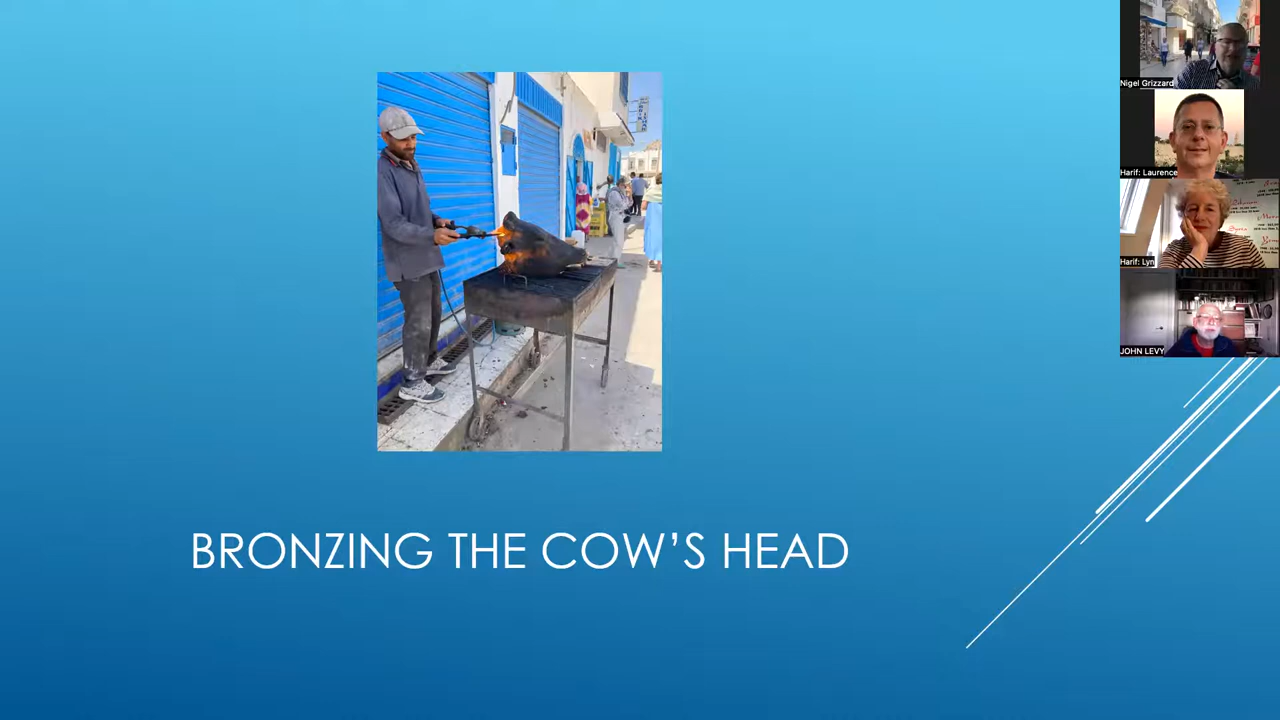 Nigel Grizzard
Harif: Laurence
Harif: Lyn
JOHN LEVY
BRONZING THE COW'S HEAD